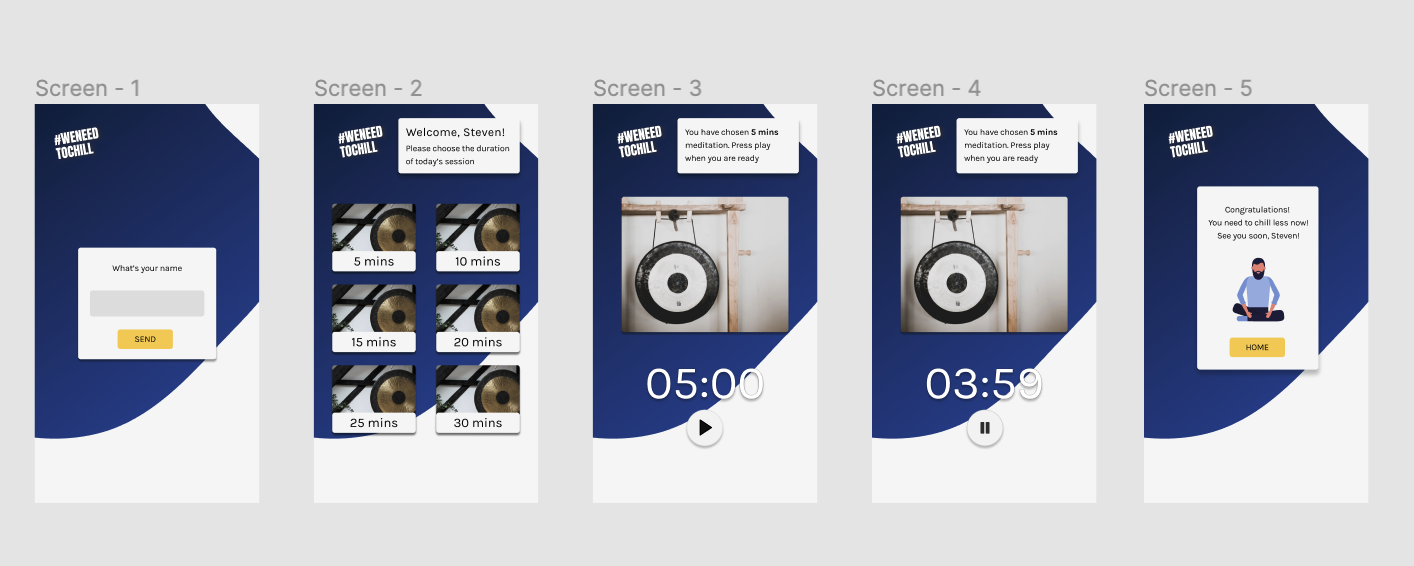 Screen - 1
#WENEED
TOCHILL
What's your name
SEND
Screen - 2
#WENEED
TOCHILL
Welcome, Steven!
Please choose the duration
of today's session
5 mins
10 mins
15 mins
20 mins
25 mins
30 mins
Screen - 3
#WENEED
TOCHILL
You have chosen 5 mins
meditation. Press play
when you are ready
05:00
Screen - 4
#WENEED
TOCHILL
You have chosen 5 mins
meditation. Press play
when you are ready
03:59
Screen - 5
#WENEED
TOCHILL
Congratulations!
You need to chill less now!
See you soon, Steven!
HOME